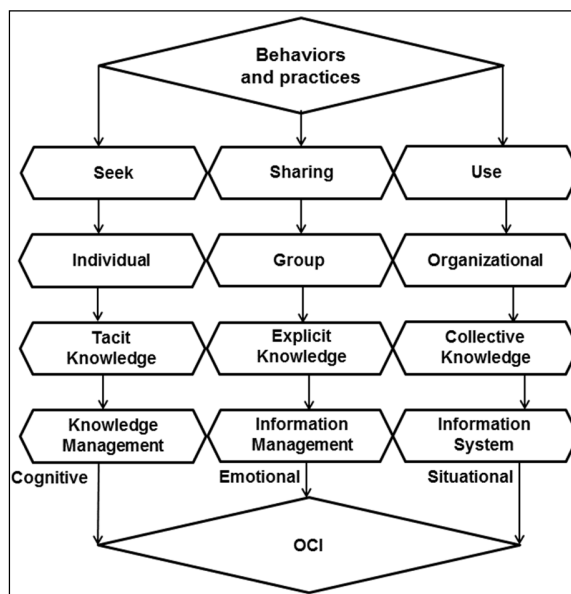 Behaviors
and practices
Seek
Sharing
Use
Individual
Group
Organizational
Tacit
Knowledge
Explicit
Knowledge
Collective
Knowledge
Knowledge
Management
Information
Management
Information
System
Cognitive
Emotional
Situational
OCI